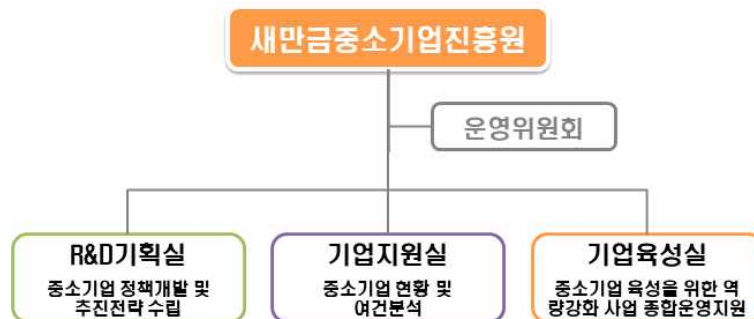 새만금중소기업진흥원
운영위원회
R&D기획실
중소기업 정책개발 및
추진전략 수립
기업지원실
중소기업 현황 및
여건분석
기업육성실
중소기업 육성을 위한 역
량강화 사업 종합운영지원